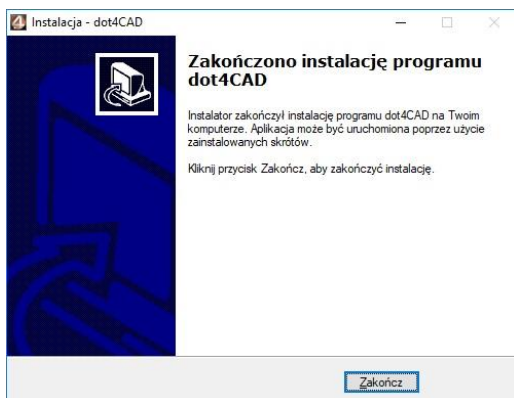 Instalacja - dot4CAD
Zakończono instalację programu
dot4CAD
Instalator zakończył instalację programu dot4CAD na Twoim
komputerze. Aplikacja może być uruchomiona poprzez użycie
zainstalowanych skrótów.
Kliknij przycisk Zakończ, aby zakończyć instalację.
Zakończ